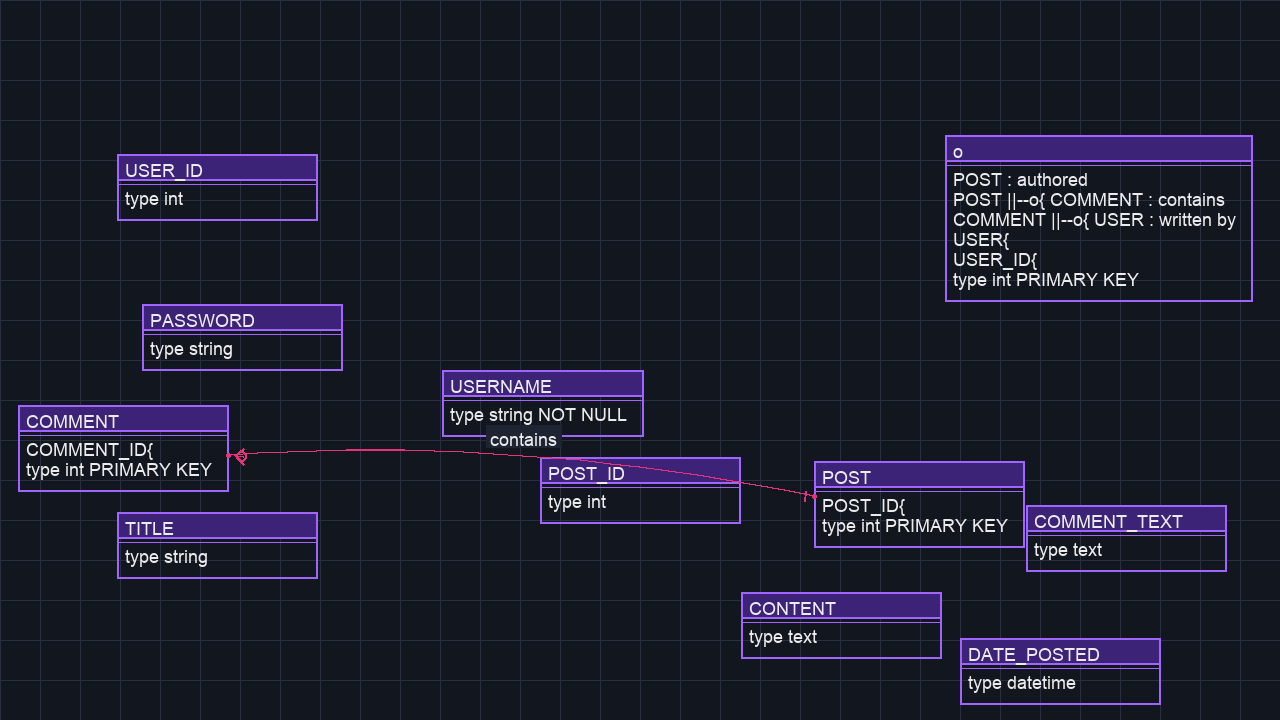 o
POST : authored
POST ||--o{ COMMENT : contains
COMMENT ||--o{ USER : written by
USER{
USER_ID{
type int PRIMARY KEY
USER_ID
type int
PASSWORD
type string
USERNAME
type string NOT NULL
COMMENT
COMMENT_ID{
type int PRIMARY KEY
contains
POST_ID
type int
POST
POST_ID{
type int PRIMARY KEY
COMMENT_TEXT
type text
TITLE
type string
CONTENT
type text
DATE_POSTED
type datetime